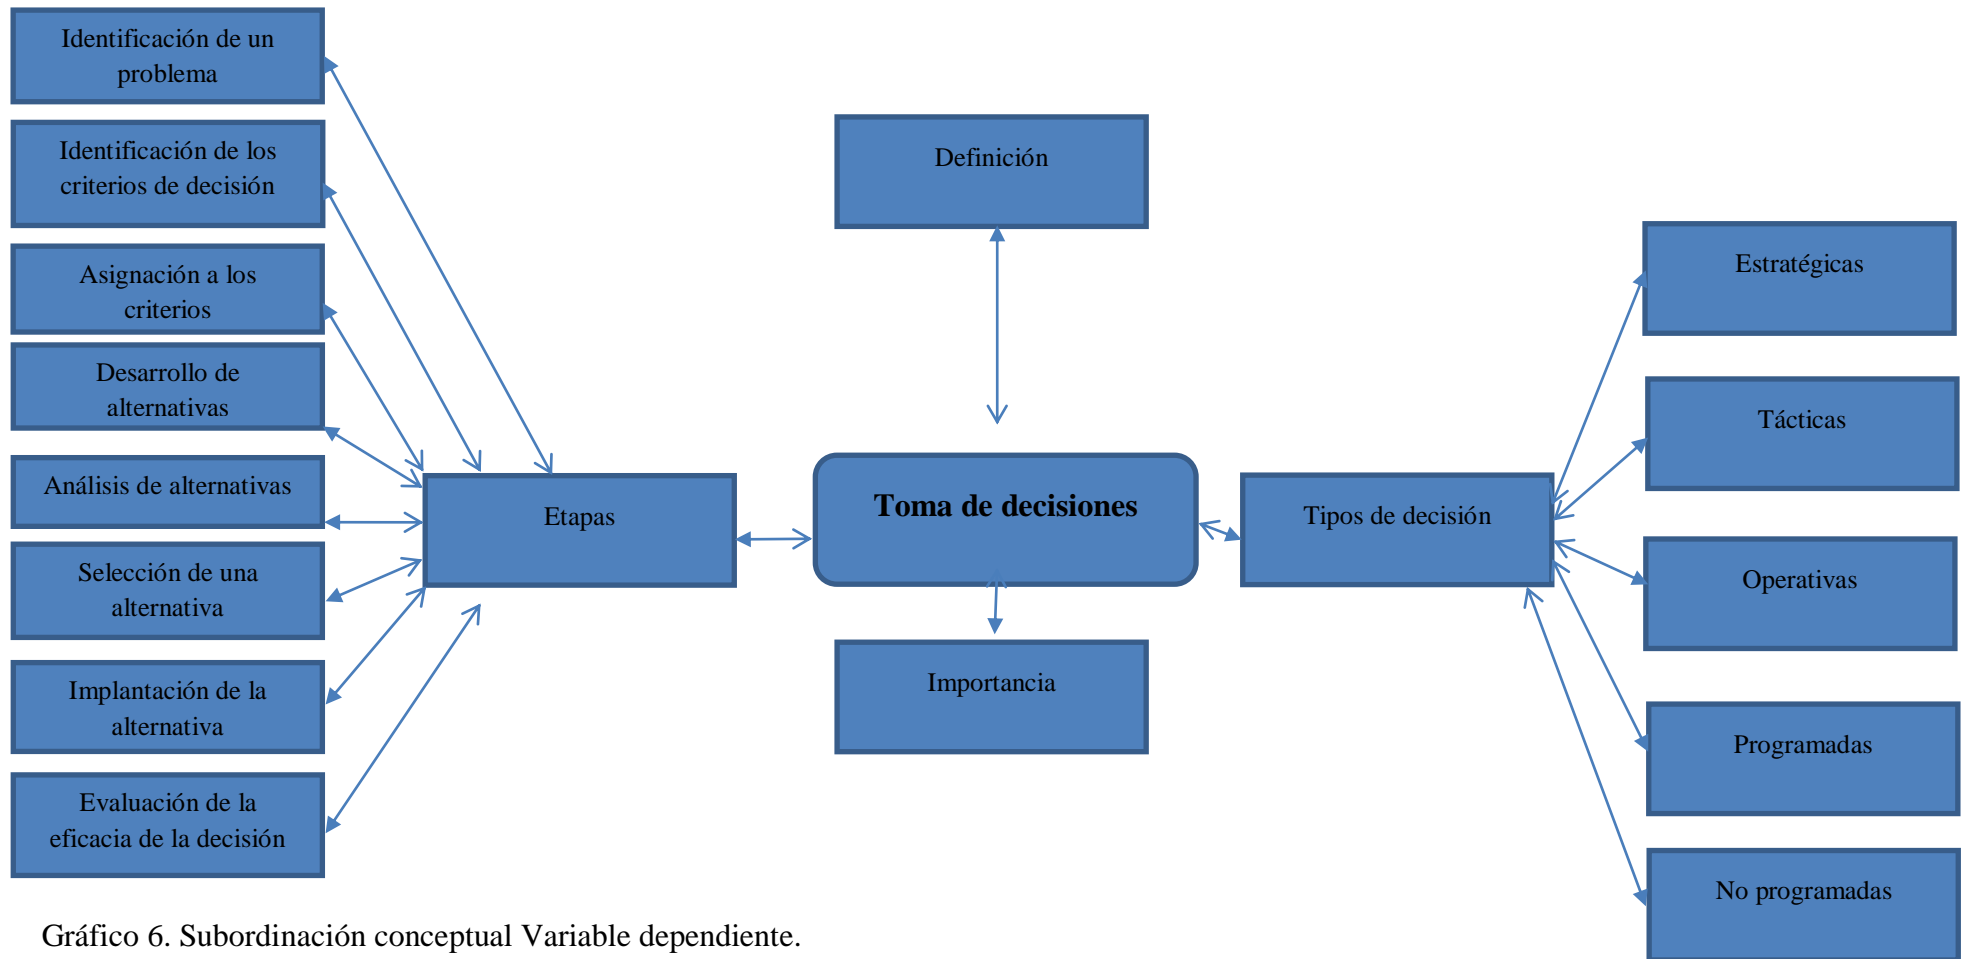 Identificación de un
problema
Identificación de los
criterios de decisión
Asignación a los
criterios
Desarrollo de
alternativas
Análisis de alternativas
Selección de una
alternativa
Implantación de la
alternativa
Evaluación de la
eficacia de la decisión
Etapas
Definición
Toma de decisiones
Importancia
Tipos de decisión
Estratégicas
Tácticas
Operativas
Programadas
No programadas
Gráfico 6. Subordinación conceptual Variable dependiente.